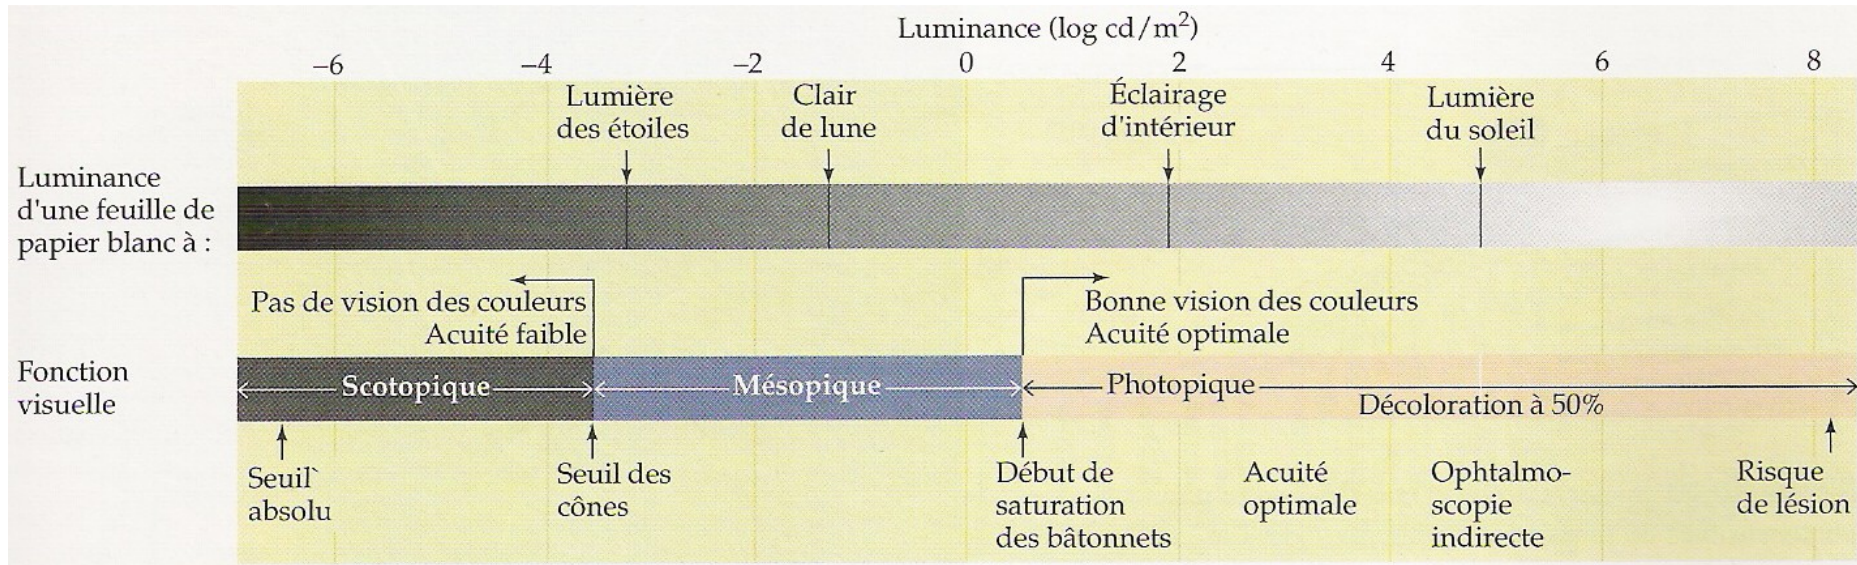 Luminance (log cd/m²)
–6 –4 –2 0 2 4 6 8
Lumière
des étoiles
Clair
de lune
Éclairage
d'intérieur
Lumière
du soleil
Luminance
d'une feuille de
papier blanc à :
Pas de vision des couleurs
Acuité faible
Bonne vision des couleurs
Acuité optimale
Fonction
visuelle
Scotopique
Mésopique
Photopique
Décoloration à 50%
Seuil`
absolu
Seuil des
cônes
Début de
saturation
des bâtonnets
Acuité
optimale
Ophtalmo-
scopie
indirecte
Risque
de lésion